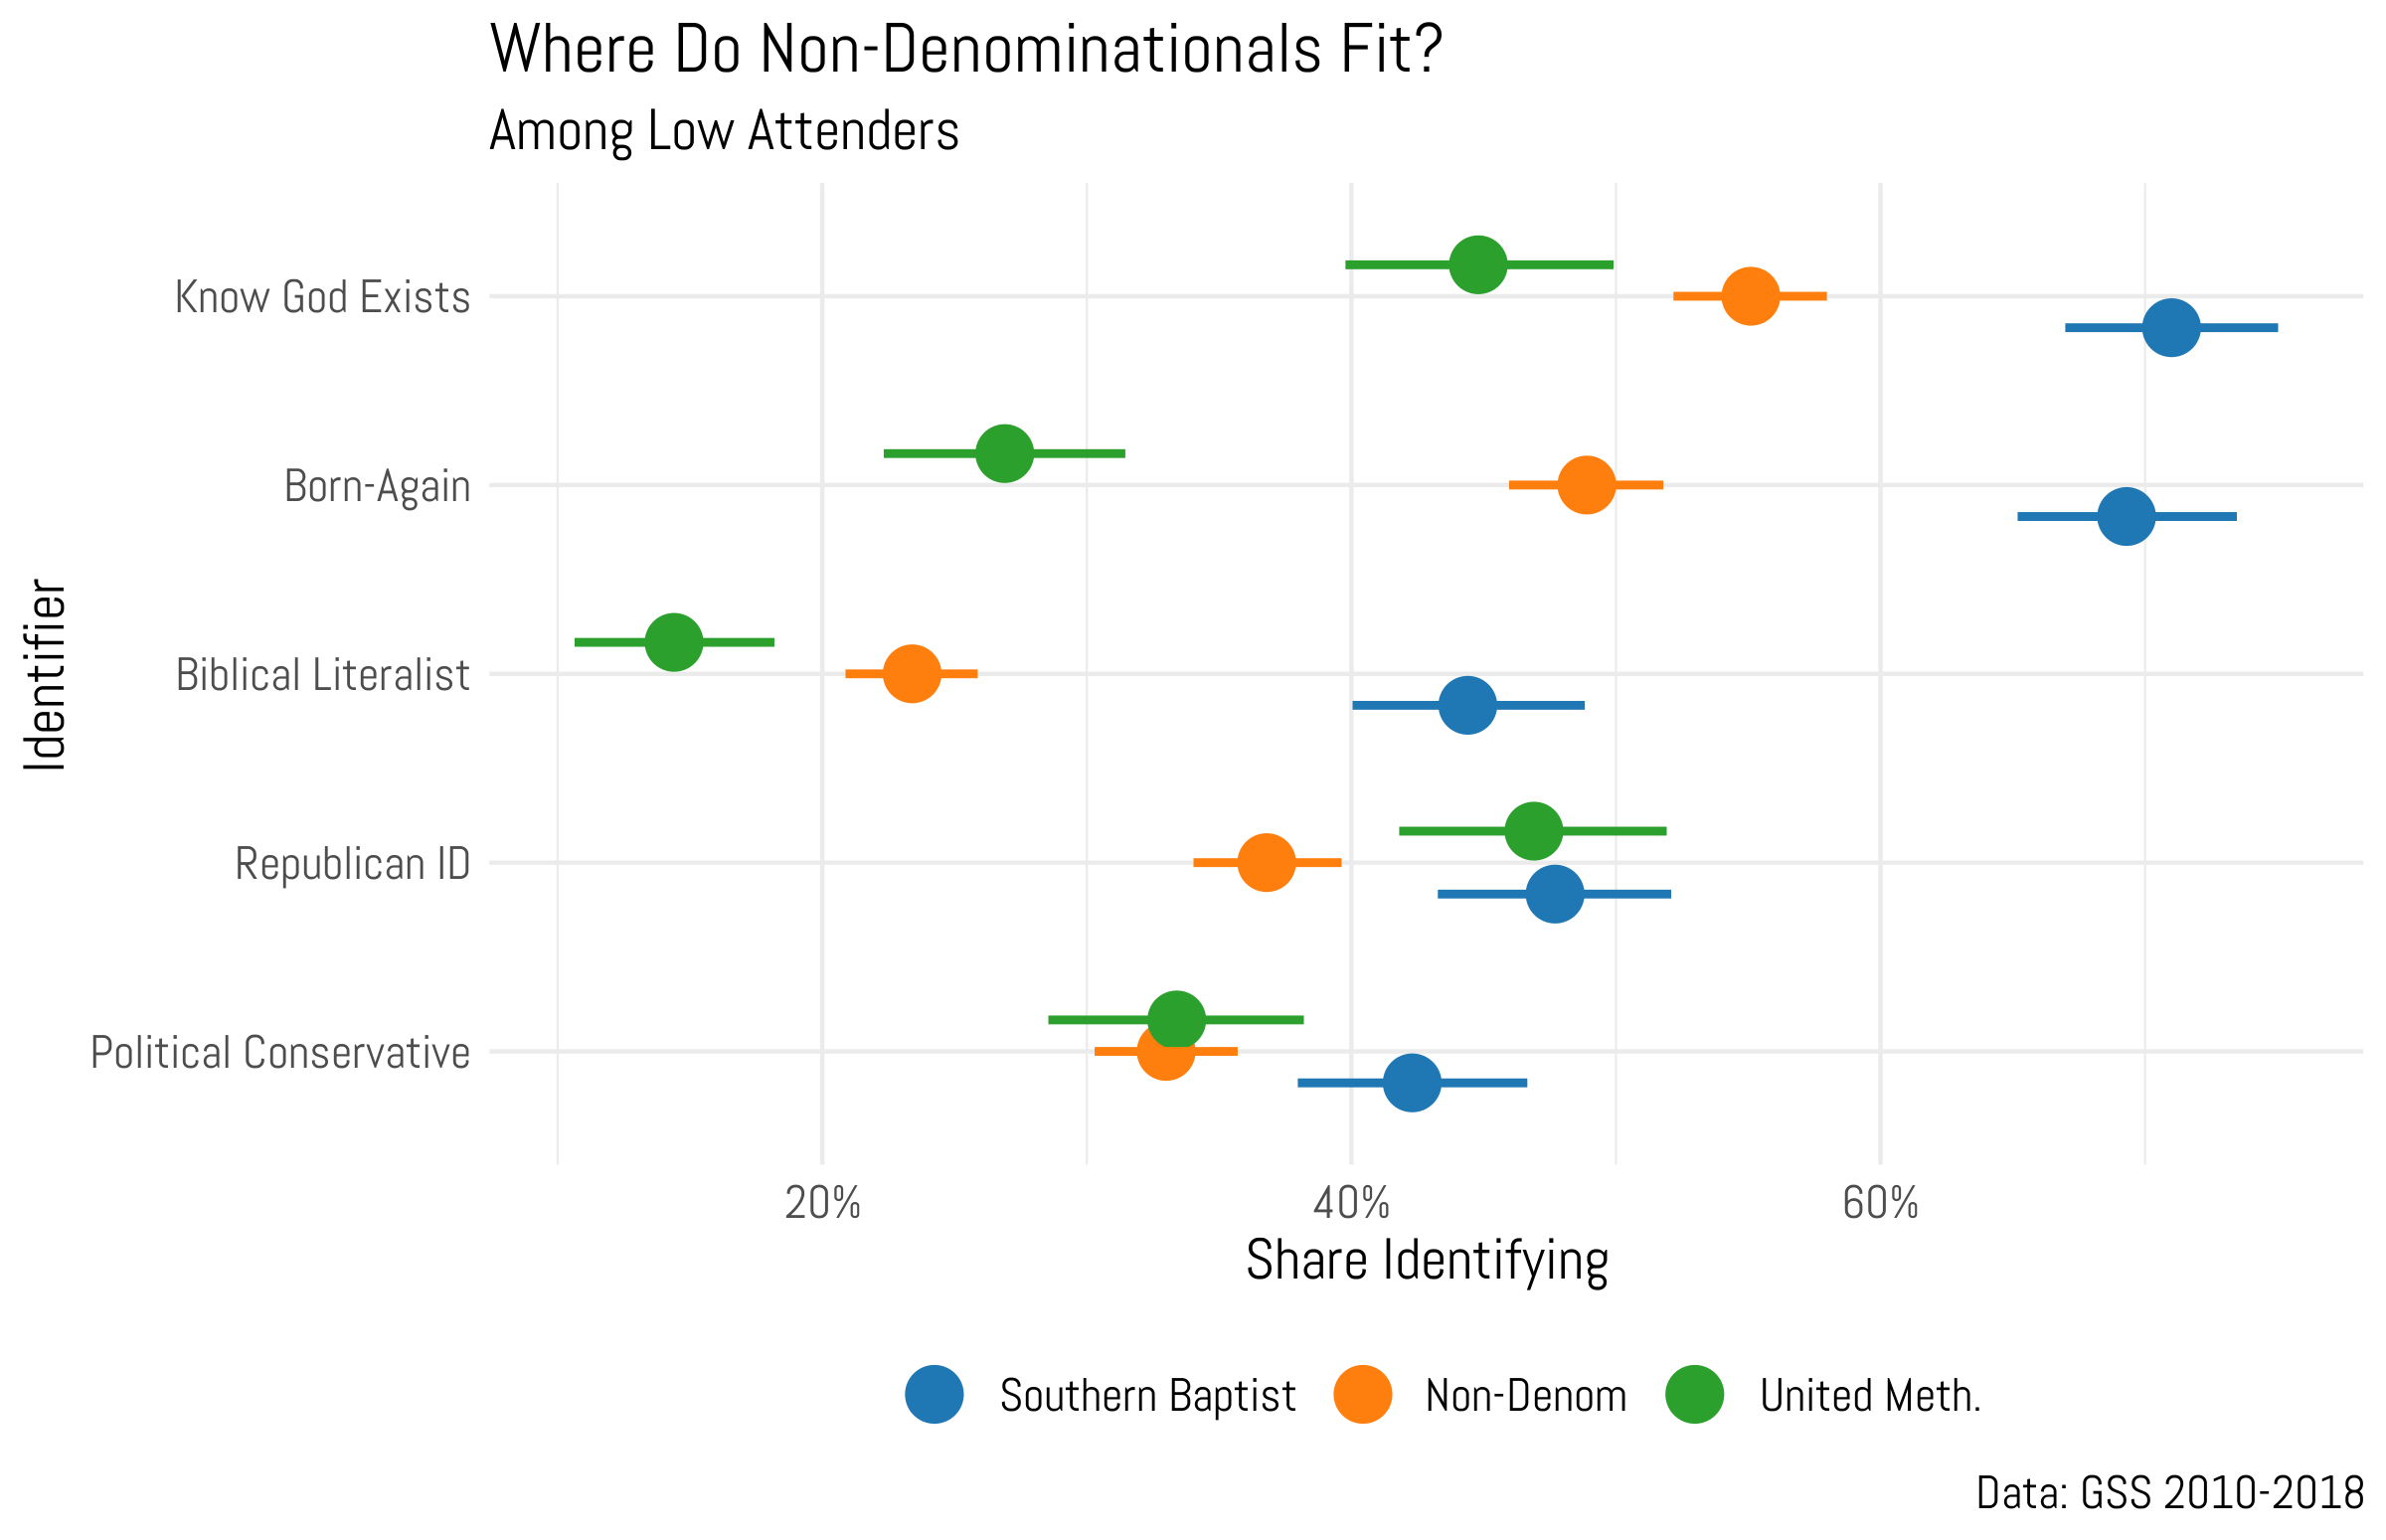 Where Do Non-Denominationals Fit?
Among Low Attenders
Identifier
Know God Exists
Born-Again
Biblical Literalist
Republican ID
Political Conservative
20% 40% 60%
Share Identifying
Southern Baptist Non-Denom United Meth.
Data: GSS 2010-2018